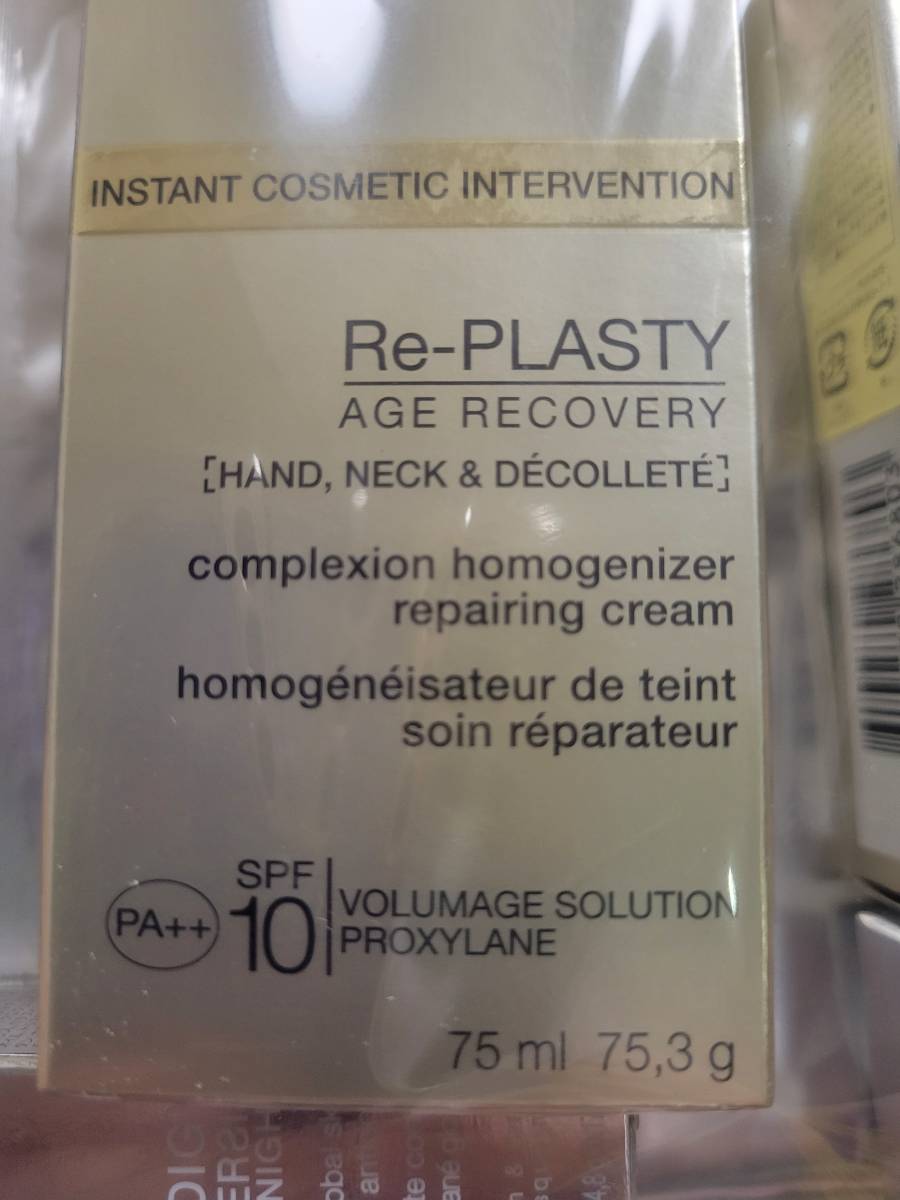 INSTANT COSMETIC INTERVENTION
Re-PLASTY
AGE RECOVERY
[HAND, NECK & DÉCOLLETÉ]
complexion homogenizer
repairing cream
homogénéisateur de teint
soin réparateur
PA++
SPF
10
VOLUMAGE SOLUTION
PROXYLANE
75 ml 75,3 g